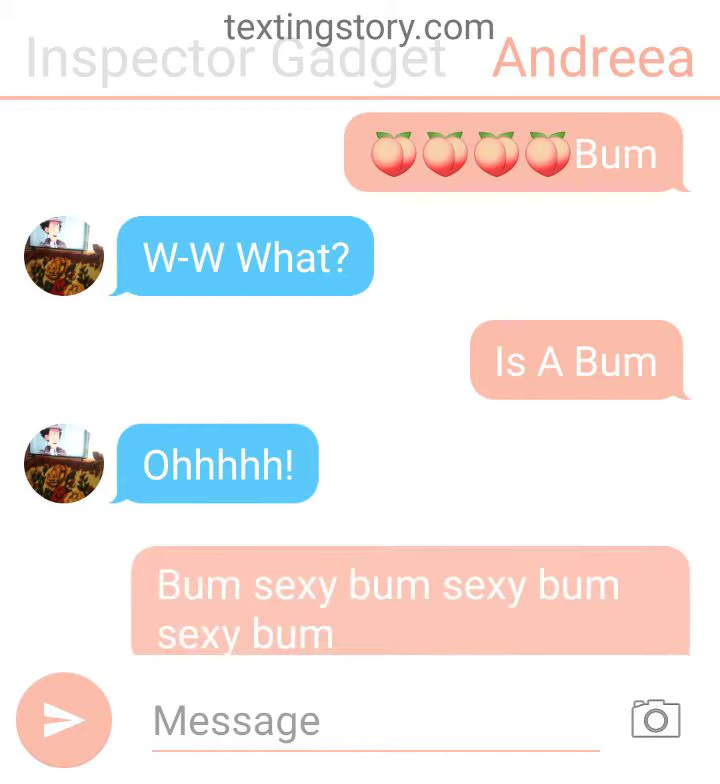 textingstory.com
Inspector Gadget Andreea
🍑🍑🍑🍑Bum
W-W What?
Is A Bum
Ohhhhh!
Bum sexy bum sexy bum
sexy bum
Message